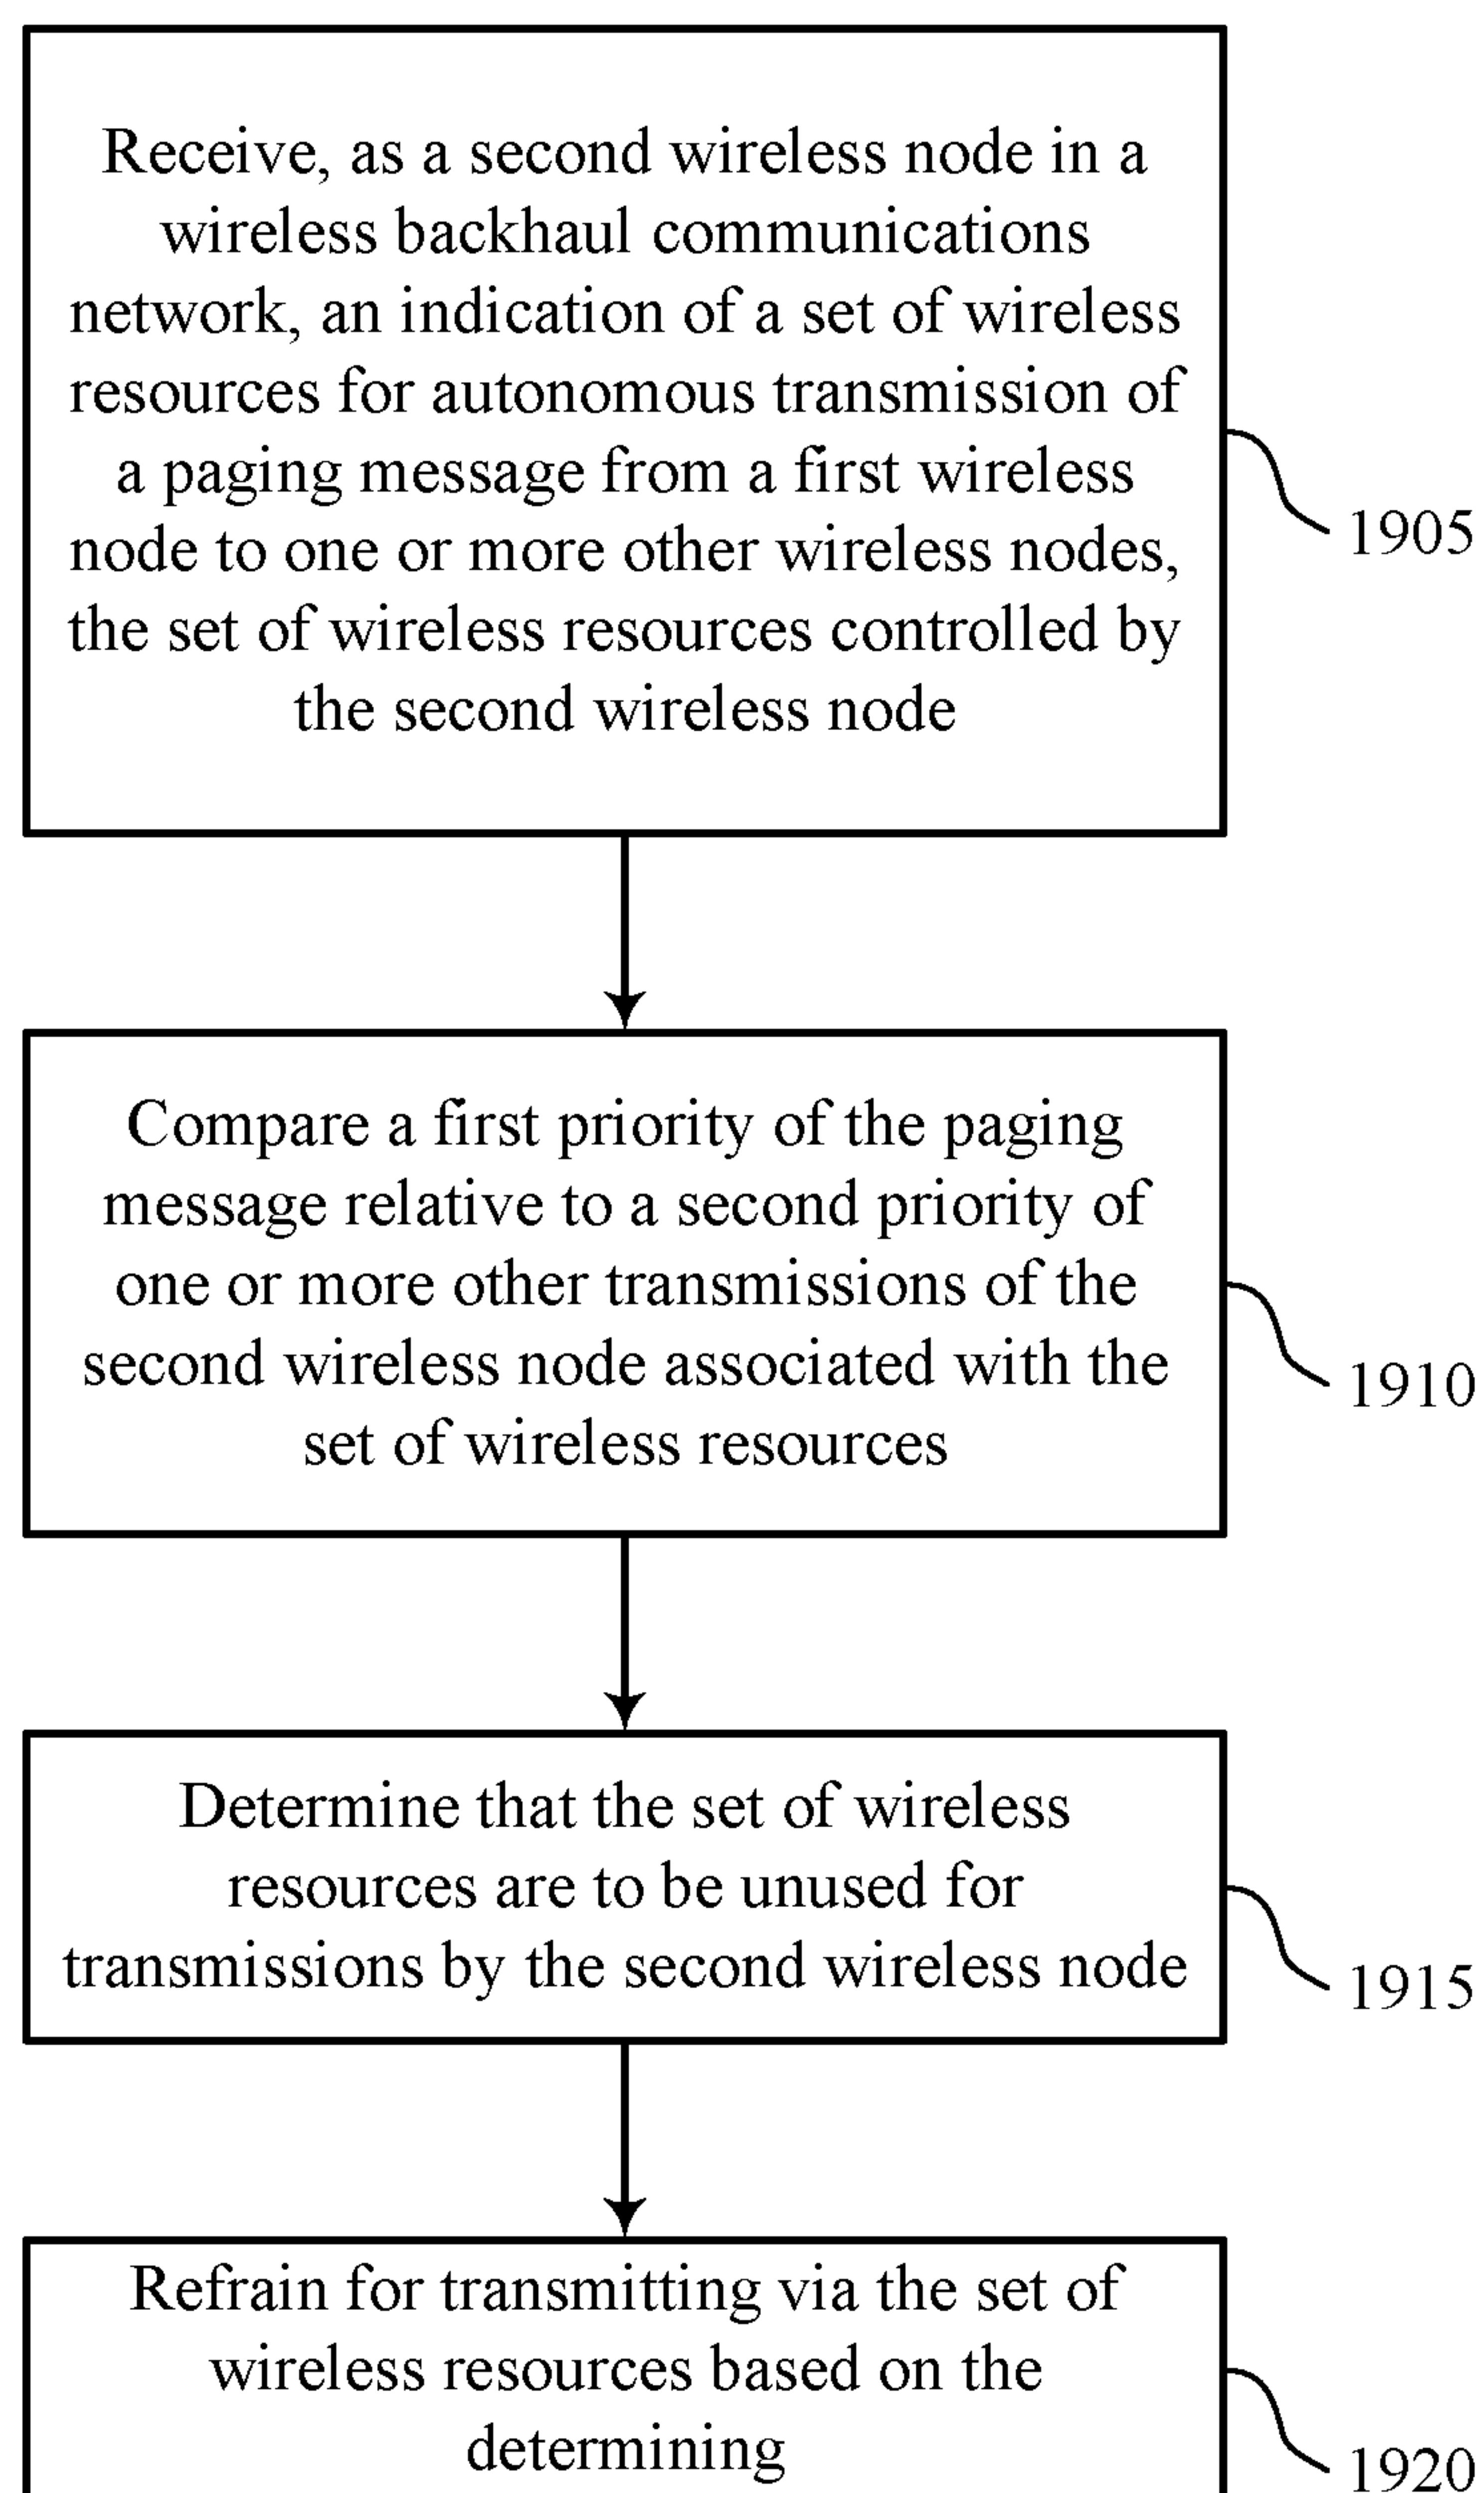 Receive, as a second wireless node in a
wireless backhaul communications
network, an indication of a set of wireless
resources for autonomous transmission of
a paging message from a first wireless
node to one or more other wireless nodes,
the set of wireless resources controlled by
the second wireless node
1905
Compare a first priority of the paging
message relative to a second priority of
one or more other transmissions of the
second wireless node associated with the
set of wireless resources
1910
Determine that the set of wireless
resources are to be unused for
transmissions by the second wireless node
1915
Refrain for transmitting via the set of
wireless resources based on the
determining
1920